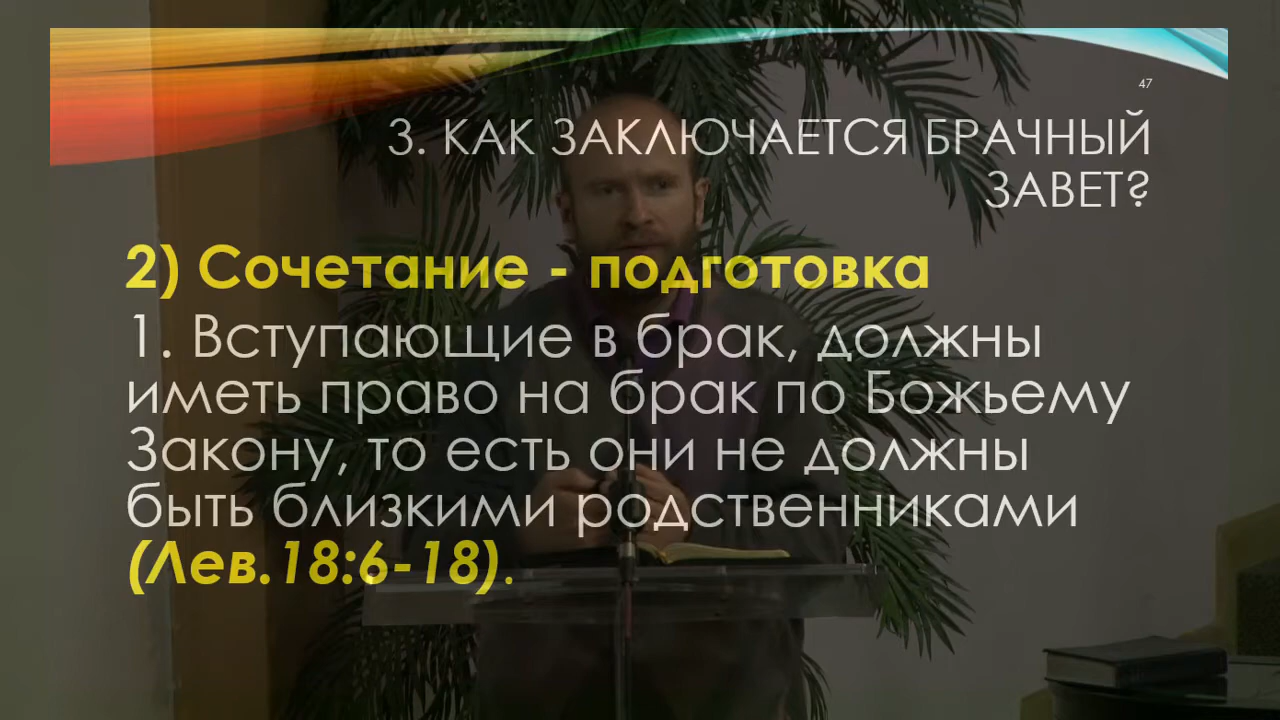 47
3. КАК ЗАКЛЮЧАЕТСЯ БРАЧНЫЙ
ЗАВЕТ?
2) Сочетание - подготовка
1. Вступающие в брак, должны
иметь право на брак по Божьему
Закону, то есть они не должны
быть близкими родственниками
(Лев.18:6-18).